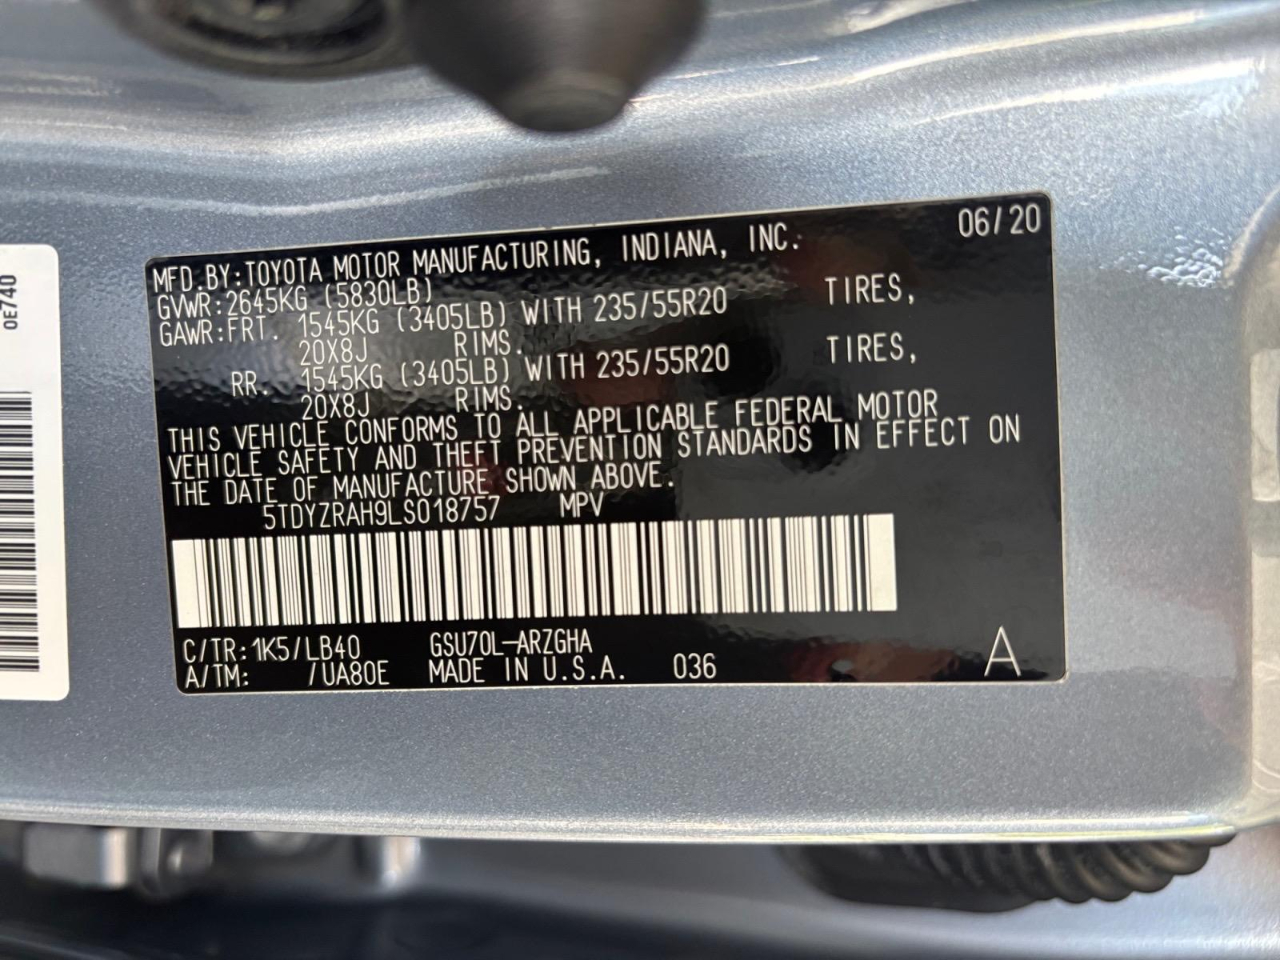 0E740
06/20
MFD.BY:TOYOTA MOTOR MANUFACTURING, INDIANA, INC.
GVWR:2645KG (5830LB)
GAWR:FRT. 1545KG (3405LB) WITH 235/55R20 TIRES,
20X8J RIMS.
RR. 1545KG (3405LB) WITH 235/55R20 TIRES,
20X8J RIMS.
THIS VEHICLE CONFORMS TO ALL APPLICABLE FEDERAL MOTOR
VEHICLE SAFETY AND THEFT PREVENTION STANDARDS IN EFFECT ON
THE DATE OF MANUFACTURE SHOWN ABOVE.
5TDYZRAH9LS018757 MPV
C/TR:1K5/LB40 GSU70L-ARZGHA
A/TM: /UA80E MADE IN U.S.A. 036 A